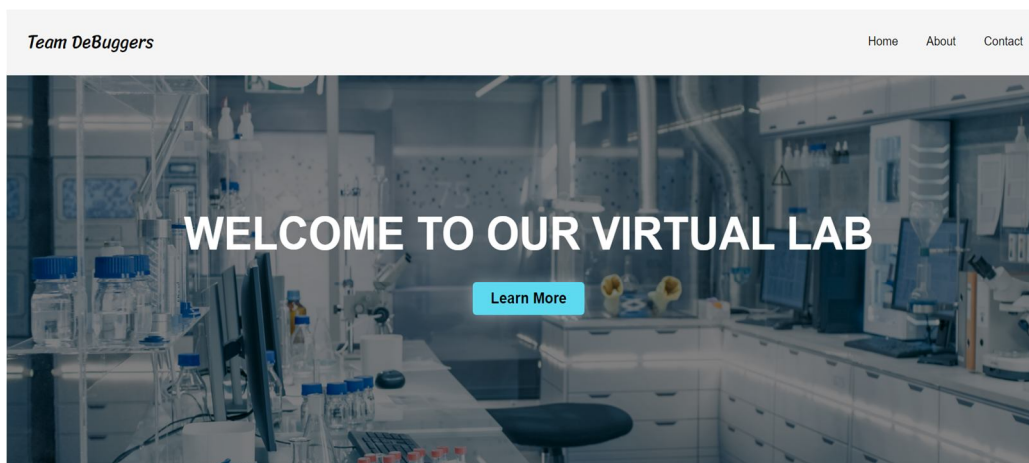 Team DeBuggers
Home About Contact
WELCOME TO OUR VIRTUAL LAB
Learn More